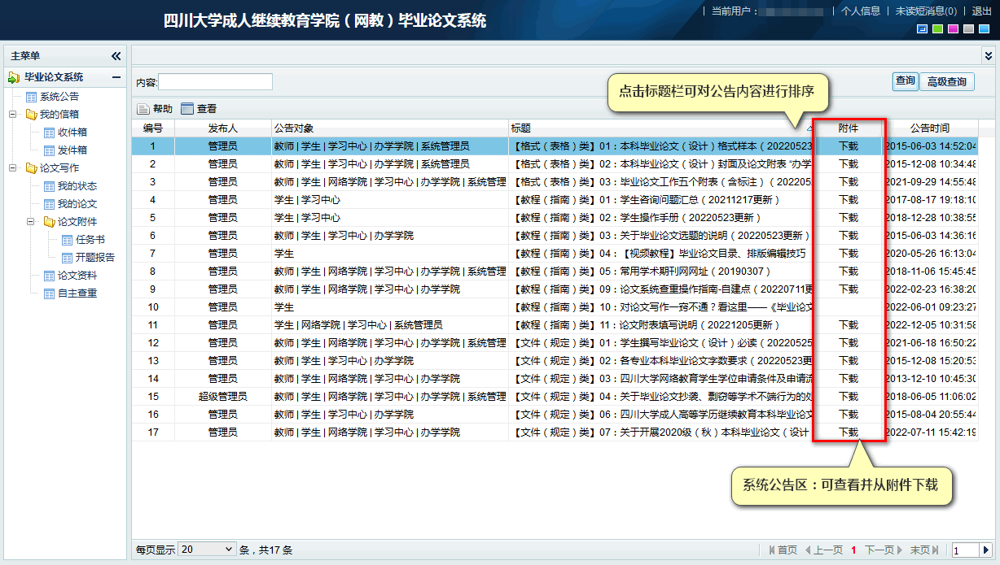 四川大学成人继续教育学院（网教）毕业论文系统
| 当前用户： | 个人信息 | 未读短消息(0) | 退出
主菜单
毕业论文系统
系统公告
我的信箱
收件箱
发件箱
论文写作
我的状态
我的论文
论文附件
任务书
开题报告
论文资料
自主查重
内容:
查询 高级查询
点击标题栏可对公告内容进行排序
帮助 查看
编号 发布人 公告对象 标题 附件 公告时间
1 管理员 教师 | 学生 | 学习中心 | 办学学院 | 系统管理员 【格式（表格）类】01：本科毕业论文（设计）格式样本（20220523 下载 2015-06-03 14:52:04
2 管理员 教师 | 学生 | 学习中心 | 办学学院 | 系统管理员 【格式（表格）类】02：本科毕业论文（设计）封面及论文附表 “办学 下载 2015-12-08 10:34:48
3 管理员 教师 | 学生 | 网络学院 | 学习中心 | 办学学院 | 系统管理 【格式（表格）类】03：毕业论文工作五个附表（含标注）（202205 下载 2021-09-29 14:55:48
4 管理员 学生 | 学习中心 【教程（指南）类】01：学生咨询问题汇总（20211217更新） 下载 2017-08-17 19:18:10
5 管理员 学生 | 学习中心 【教程（指南）类】02：学生操作手册（20220523更新） 下载 2018-12-28 10:38:55
6 管理员 教师 | 学生 | 学习中心 | 办学学院 【教程（指南）类】03：关于毕业论文选题的说明（20220523更新） 下载 2015-06-03 14:36:16
7 管理员 学生 【教程（指南）类】04：【视频教程】毕业论文目录、排版编辑技巧 下载 2020-05-26 16:13:04
8 管理员 教师 | 学生 | 网络学院 | 学习中心 | 办学学院 | 系统管理 【教程（指南）类】05：常用学术期刊网网址（20190307） 下载 2018-11-06 15:45:45
9 管理员 教师 | 学生 | 网络学院 | 学习中心 | 办学学院 【教程（指南）类】09：论文系统查重操作指南-自建点（20220711更 下载 2022-02-23 16:38:20
10 管理员 学生 【教程（指南）类】10：对论文写作一窍不通？看这里——《毕业论文 2022-06-01 09:23:27
11 管理员 学生 | 网络学院 | 学习中心 | 系统管理员 【教程（指南）类】11：论文附表填写说明（20221205更新） 下载 2022-12-05 10:31:58
12 管理员 教师 | 学生 | 网络学院 | 学习中心 | 办学学院 | 系统管理 【文件（规定）类】01：学生撰写毕业论文（设计）必读（20220525 下载 2021-06-18 16:50:22
13 管理员 教师 | 学生 | 学习中心 | 办学学院 【文件（规定）类】02：各专业本科毕业论文字数要求（20220523更 下载 2015-12-08 15:20:53
14 管理员 教师 | 学生 | 网络学院 | 学习中心 | 办学学院 【文件（规定）类】03：四川大学网络教育学生学位申请条件及申请流 下载 2013-12-10 10:45:30
15 超级管理员 教师 | 学生 | 网络学院 | 学习中心 | 办学学院 | 系统管理 【文件（规定）类】04：关于毕业论文抄袭、剽窃等学术不端行为的处 下载 2018-06-05 11:06:02
16 管理员 教师 | 学生 | 学习中心 | 办学学院 【文件（规定）类】06：四川大学成人高等学历继续教育本科毕业论文 下载 2015-08-04 20:55:44
17 管理员 教师 | 学生 | 网络学院 | 学习中心 | 办学学院 【文件（规定）类】07：关于开展2020级（秋）本科毕业论文（设计 下载 2022-07-11 15:42:19
系统公告区：可查看并从附件下载
每页显示 20 条，共17 条 首页 上一页 1 下一页 末页 1